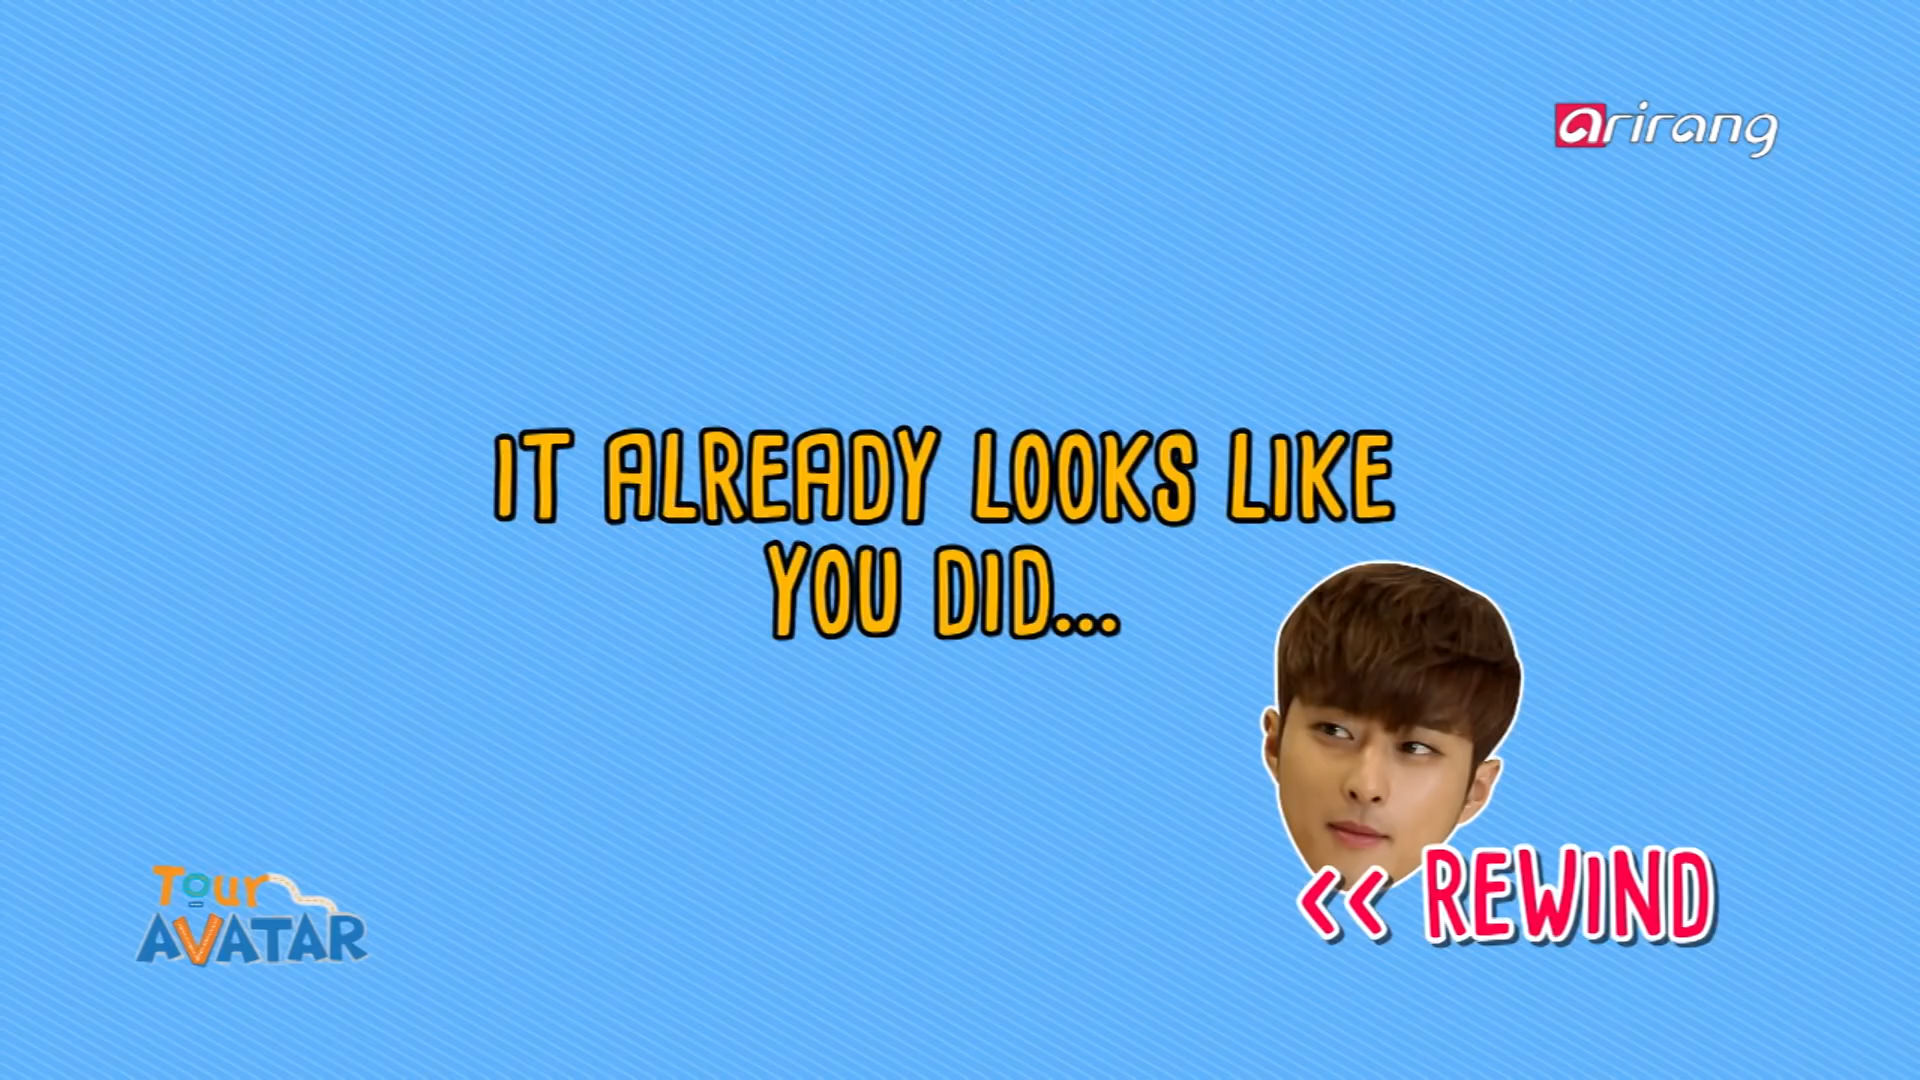 arirang
IT ALREADY LOOKS LIKE
YOU DID...
<< REWIND
Tour
AVATAR